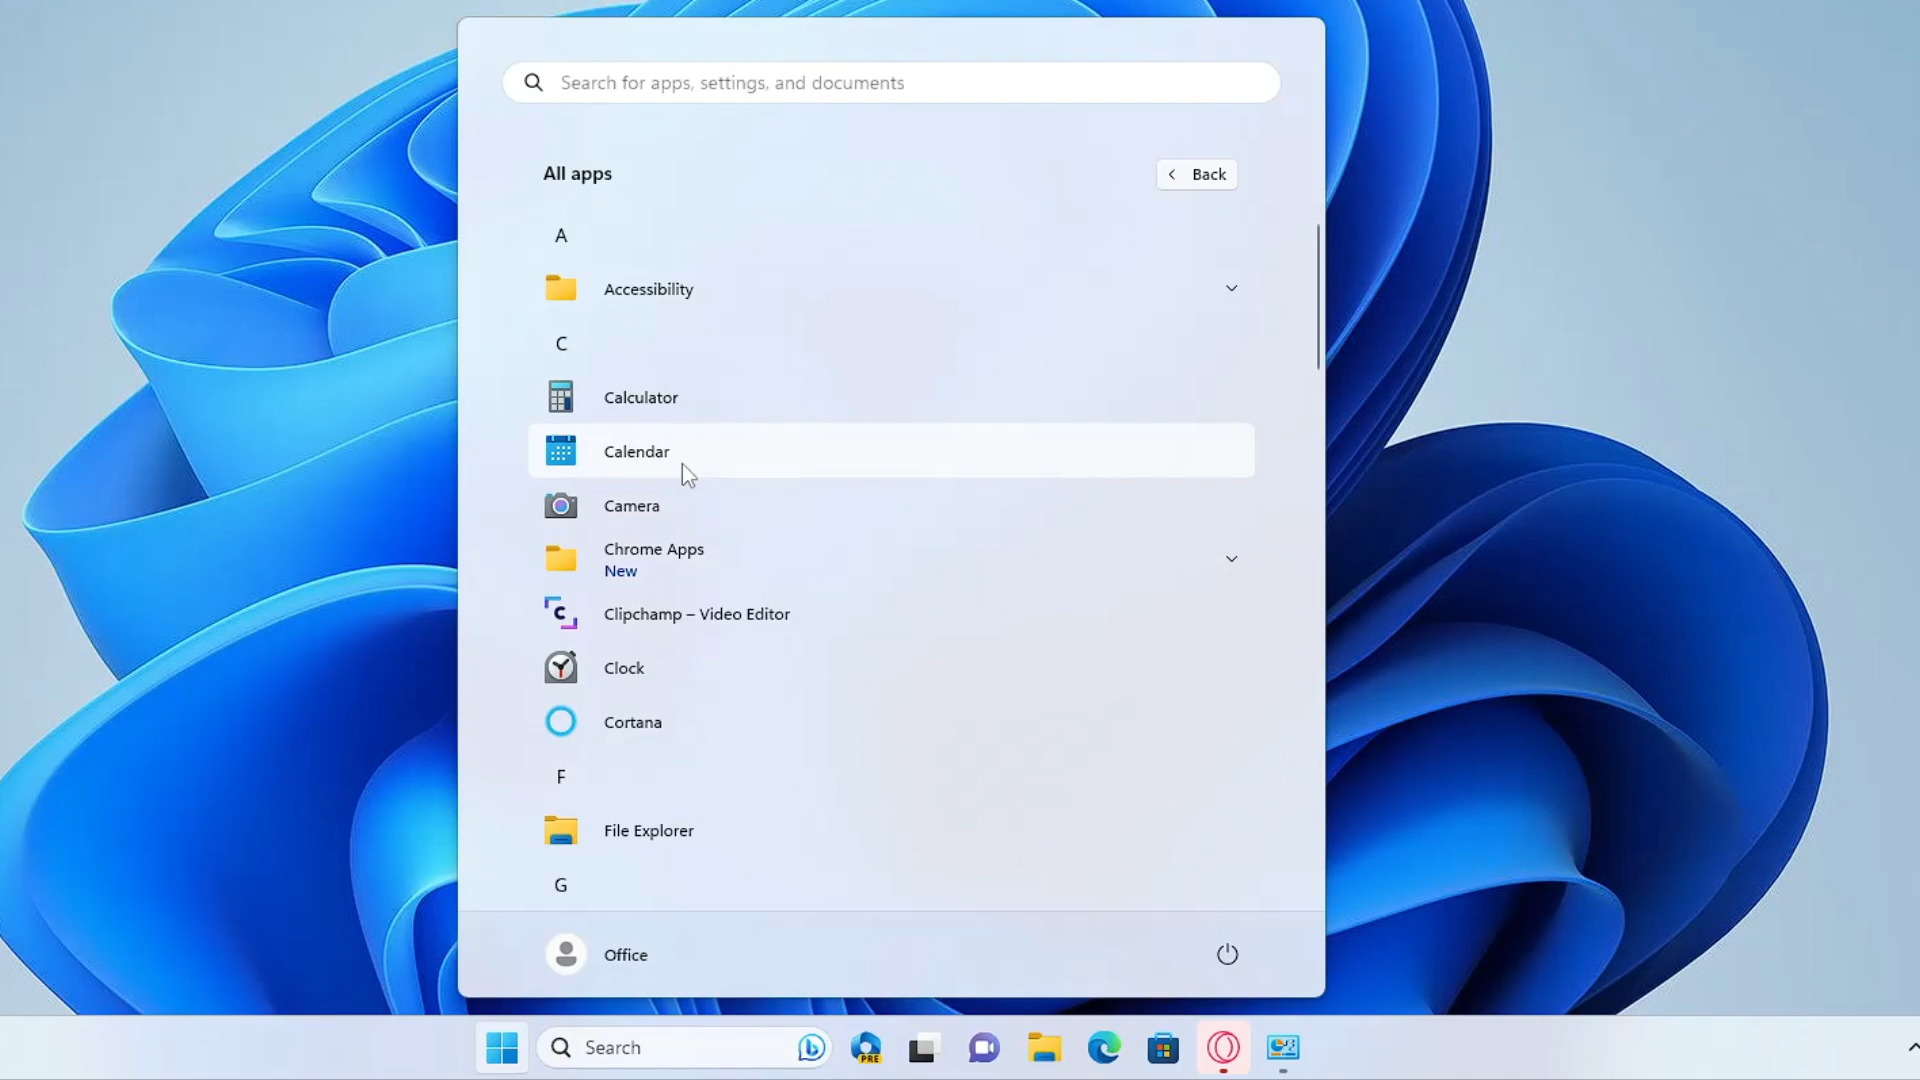 Search for apps, settings, and documents
All apps
Back
A
Accessibility
C
Calculator
Calendar
Camera
Chrome Apps
New
Clipchamp – Video Editor
Clock
Cortana
F
File Explorer
G
Office
Search
PRE